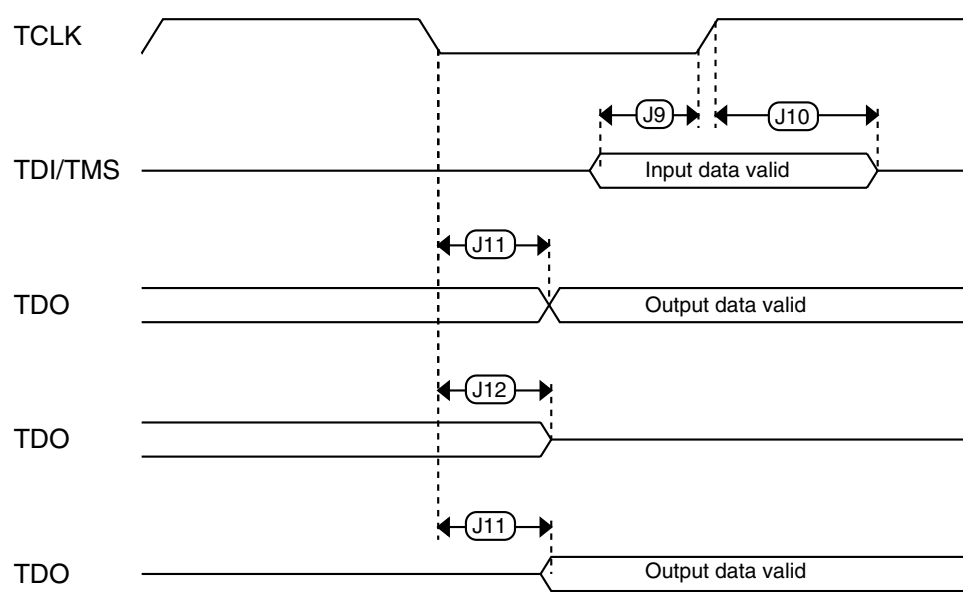 TCLK
J9
J10
TDI/TMS
Input data valid
J11
TDO
Output data valid
J12
TDO
J11
TDO
Output data valid